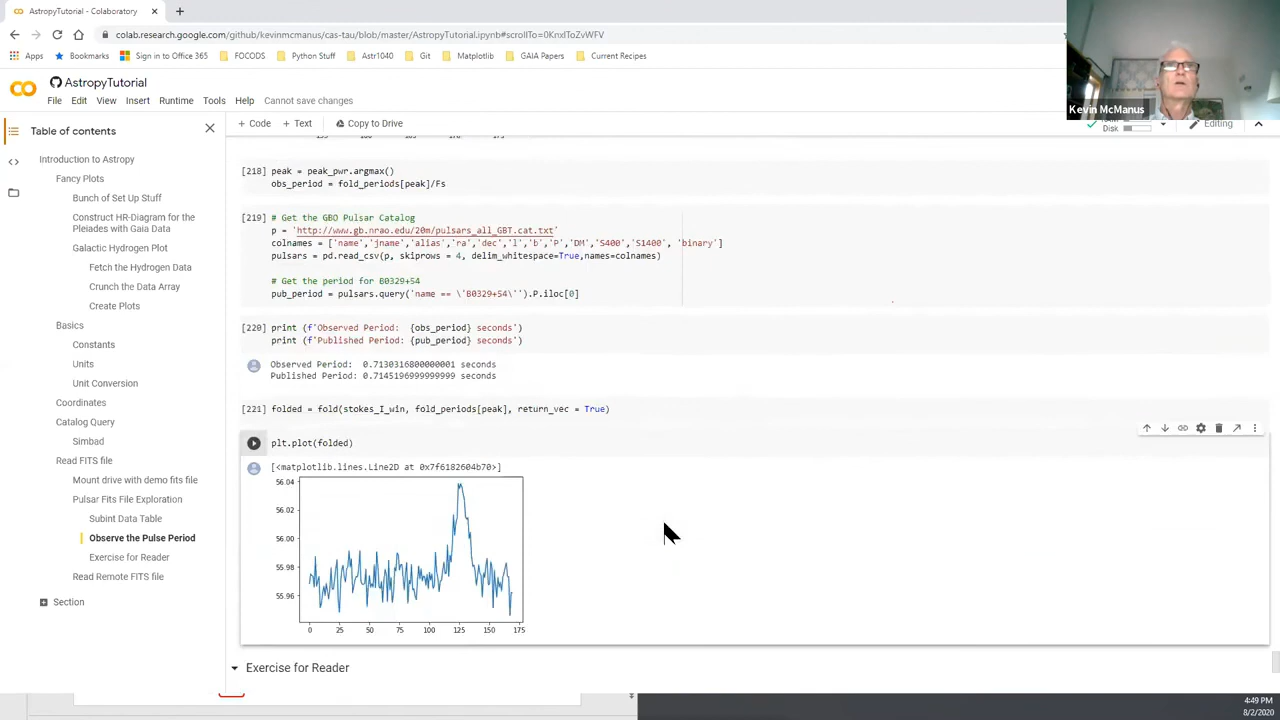 AstropyTutorial - Colaboratory
colab.research.google.com/github/kevinmcmanus/cas-tau/blob/master/AstropyTutorial.ipynb#scrollTo=0KnxlToZvWFV
Apps Bookmarks Sign in to Office 365 FOCODS Python Stuff Astr1040 Git Matplotlib GAIA Papers Current Recipes
AstropyTutorial
File Edit View Insert Runtime Tools Help Cannot save changes
Kevin McManus
+ Code + Text Copy to Drive
Disk
Editing
Table of contents
Introduction to Astropy
Fancy Plots
Bunch of Set Up Stuff
Construct HR-Diagram for the
Pleiades with Gaia Data
Galactic Hydrogen Plot
Fetch the Hydrogen Data
Crunch the Data Array
Create Plots
Basics
Constants
Units
Unit Conversion
Coordinates
Catalog Query
Simbad
Read FITS file
Mount drive with demo fits file
Pulsar Fits File Exploration
Subint Data Table
Observe the Pulse Period
Exercise for Reader
Read Remote FITS file
Section
[218] peak = peak_pwr.argmax()
obs_period = fold_periods[peak]/Fs
[219] # Get the GBO Pulsar Catalog
p = 'http://www.gb.nrao.edu/20m/pulsars_all_GBT.cat.txt'
colnames = ['name','jname','alias','ra','dec','l','b','P','DM','S400','S1400', 'binary']
pulsars = pd.read_csv(p, skiprows = 4, delim_whitespace=True,names=colnames)
# Get the period for B0329+54
pub_period = pulsars.query('name == \'B0329+54\'').P.iloc[0]
[220] print (f'Observed Period:  {obs_period} seconds')
print (f'Published Period: {pub_period} seconds')
Observed Period:  0.7130316800000001 seconds
Published Period: 0.7145196999999999 seconds
[221] folded = fold(stokes_I_win, fold_periods[peak], return_vec = True)
plt.plot(folded)
[<matplotlib.lines.Line2D at 0x7f6182604b70>]
56.04
56.02
56.00
55.98
55.96
0 25 50 75 100 125 150 175
Exercise for Reader
4:49 PM
8/2/2020